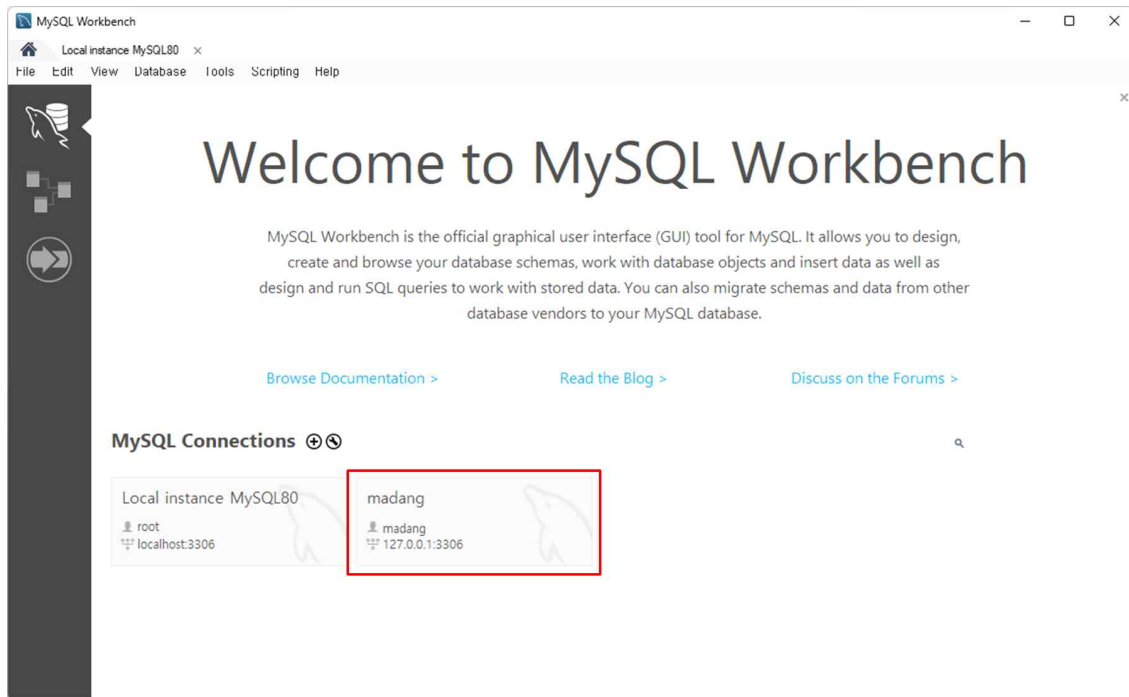 MySQL Workbench
Local instance MySQL80
File Edit View Database Tools Scripting Help
Welcome to MySQL Workbench
MySQL Workbench is the official graphical user interface (GUI) tool for MySQL. It allows you to design,
create and browse your database schemas, work with database objects and insert data as well as
design and run SQL queries to work with stored data. You can also migrate schemas and data from other
database vendors to your MySQL database.
Browse Documentation > Read the Blog > Discuss on the Forums >
MySQL Connections
Local instance MySQL80
root
localhost:3306
madang
madang
127.0.0.1:3306